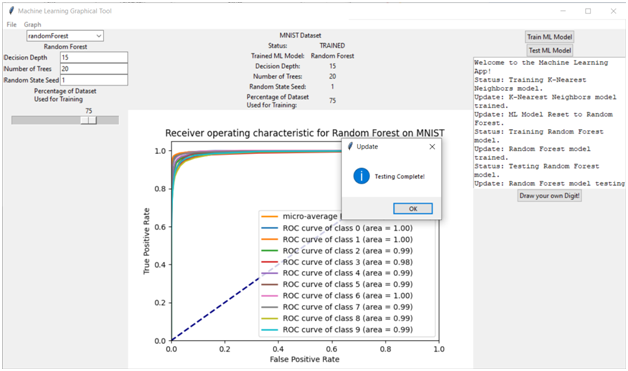 Machine Learning Graphical Tool
File Graph
randomForest
Random Forest
Decision Depth: 15
Number of Trees 20
Random State Seed 1
Percentage of Dataset
Used for Training
75
MNIST Dataset
Status: TRAINED
Trained ML Model: Random Forest
Decision Depth: 15
Number of Trees: 20
Random State Seed: 1
Percentage of Dataset
Used for Training: 75
Receiver operating characteristic for Random Forest on MNIST
Update
Testing Complete!
OK
1.0
0.8
0.6
0.4
0.2
0.0
True Positive Rate
micro-average
ROC curve of class 0 (area = 1.00)
ROC curve of class 1 (area = 1.00)
ROC curve of class 2 (area = 0.99)
ROC curve of class 3 (area = 0.98)
ROC curve of class 4 (area = 0.99)
ROC curve of class 5 (area = 0.99)
ROC curve of class 6 (area = 1.00)
ROC curve of class 7 (area = 0.99)
ROC curve of class 8 (area = 0.99)
ROC curve of class 9 (area = 0.99)
0.0 0.2 0.4 0.6 0.8 1.0
False Positive Rate
Train ML Model
Test ML Model
Welcome to the Machine Learning
App!
Status: Training K-Nearest
Neighbors model.
Update: K-Nearest Neighbors model
trained.
Update: ML Model Reset to Random
Forest.
Status: Training Random Forest
model.
Update: Random Forest model
trained.
Status: Testing Random Forest
model.
Update: Random Forest model testing
Draw your own Digit!